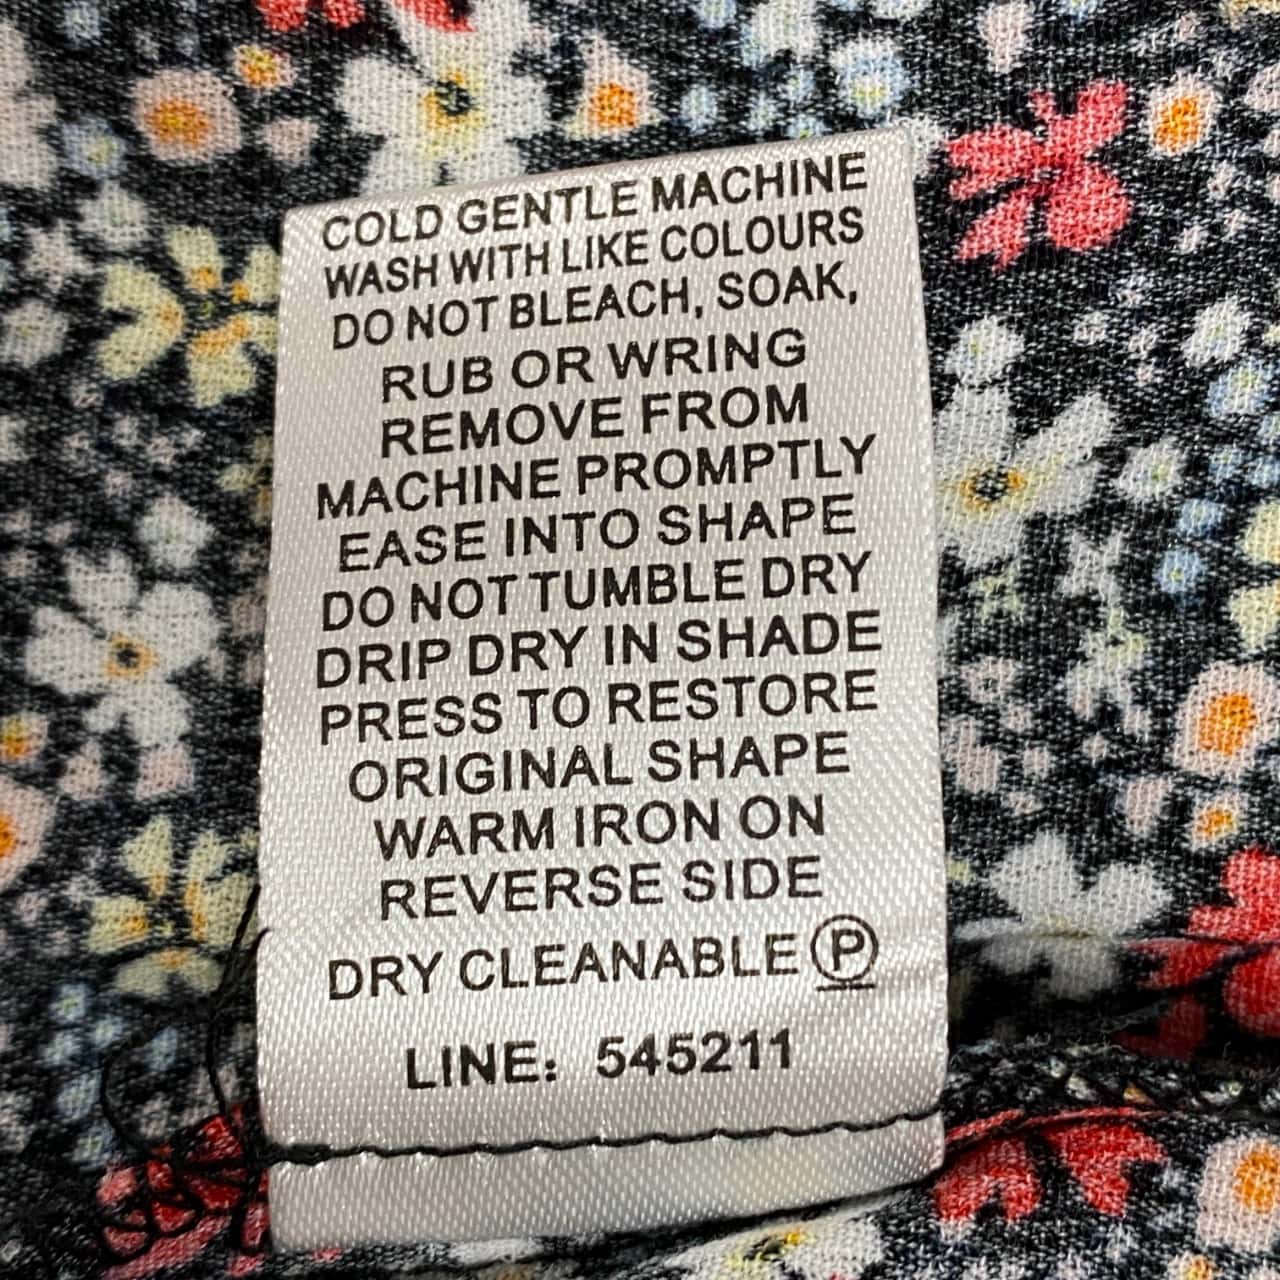 COLD GENTLE MACHINE
WASH WITH LIKE COLOURS
DO NOT BLEACH, SOAK,
RUB OR WRING
REMOVE FROM
MACHINE PROMPTLY
EASE INTO SHAPE
DO NOT TUMBLE DRY
DRIP DRY IN SHADE
PRESS TO RESTORE
ORIGINAL SHAPE
WARM IRON ON
REVERSE SIDE
DRY CLEANABLE Ⓟ
LINE: 545211